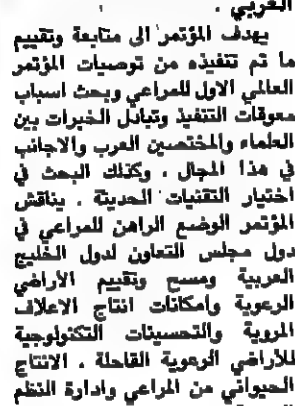 العربي .
يهدف المؤتمر الى متابعة وتقييم
ما تم تنفيذه من توصيات المؤتمر
العالمي الاول للمراعي وبحث اسباب
معوقات التنفيذ وتبادل الخبرات بين
العلماء والمختصين العرب والاجانب
في هذا المجال ، وكذلك البحث في
اختيار التقنيات الحديثة . يناقش
المؤتمر الوضع الراهن للمراعي في
دول مجلس التعاون لدول الخليج
العربية ومسح وتقييم الأراضي
الرعوية وامكانات انتاج الاعلاف
المروية والتحسينات التكنولوجية
للأراضي الرعوية القاحلة ، الانتاج
الحيواني من المراعي وادارة النظم